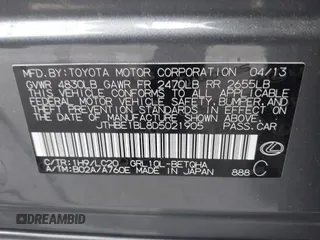 MFD.BY:TOYOTA MOTOR CORPORATION 04/13
GVWR 4830LB GAWR FR 2470LB RR 2655LB
THIS VEHICLE CONFORMS TO ALL APPLICABLE
FEDERAL MOTOR VEHICLE SAFETY, BUMPER, AND
THEFT PREVENTION STANDARDS IN EFFECT ON
THE DATE OF MANUFACTURE SHOWN ABOVE.
JTHBE1BL8D5021905 PASS.CAR
C/TR:1H9/LC20 GRL10L-BETQHA
A/TM:B02A/A760E MADE IN JAPAN 888 C
DREAMBID